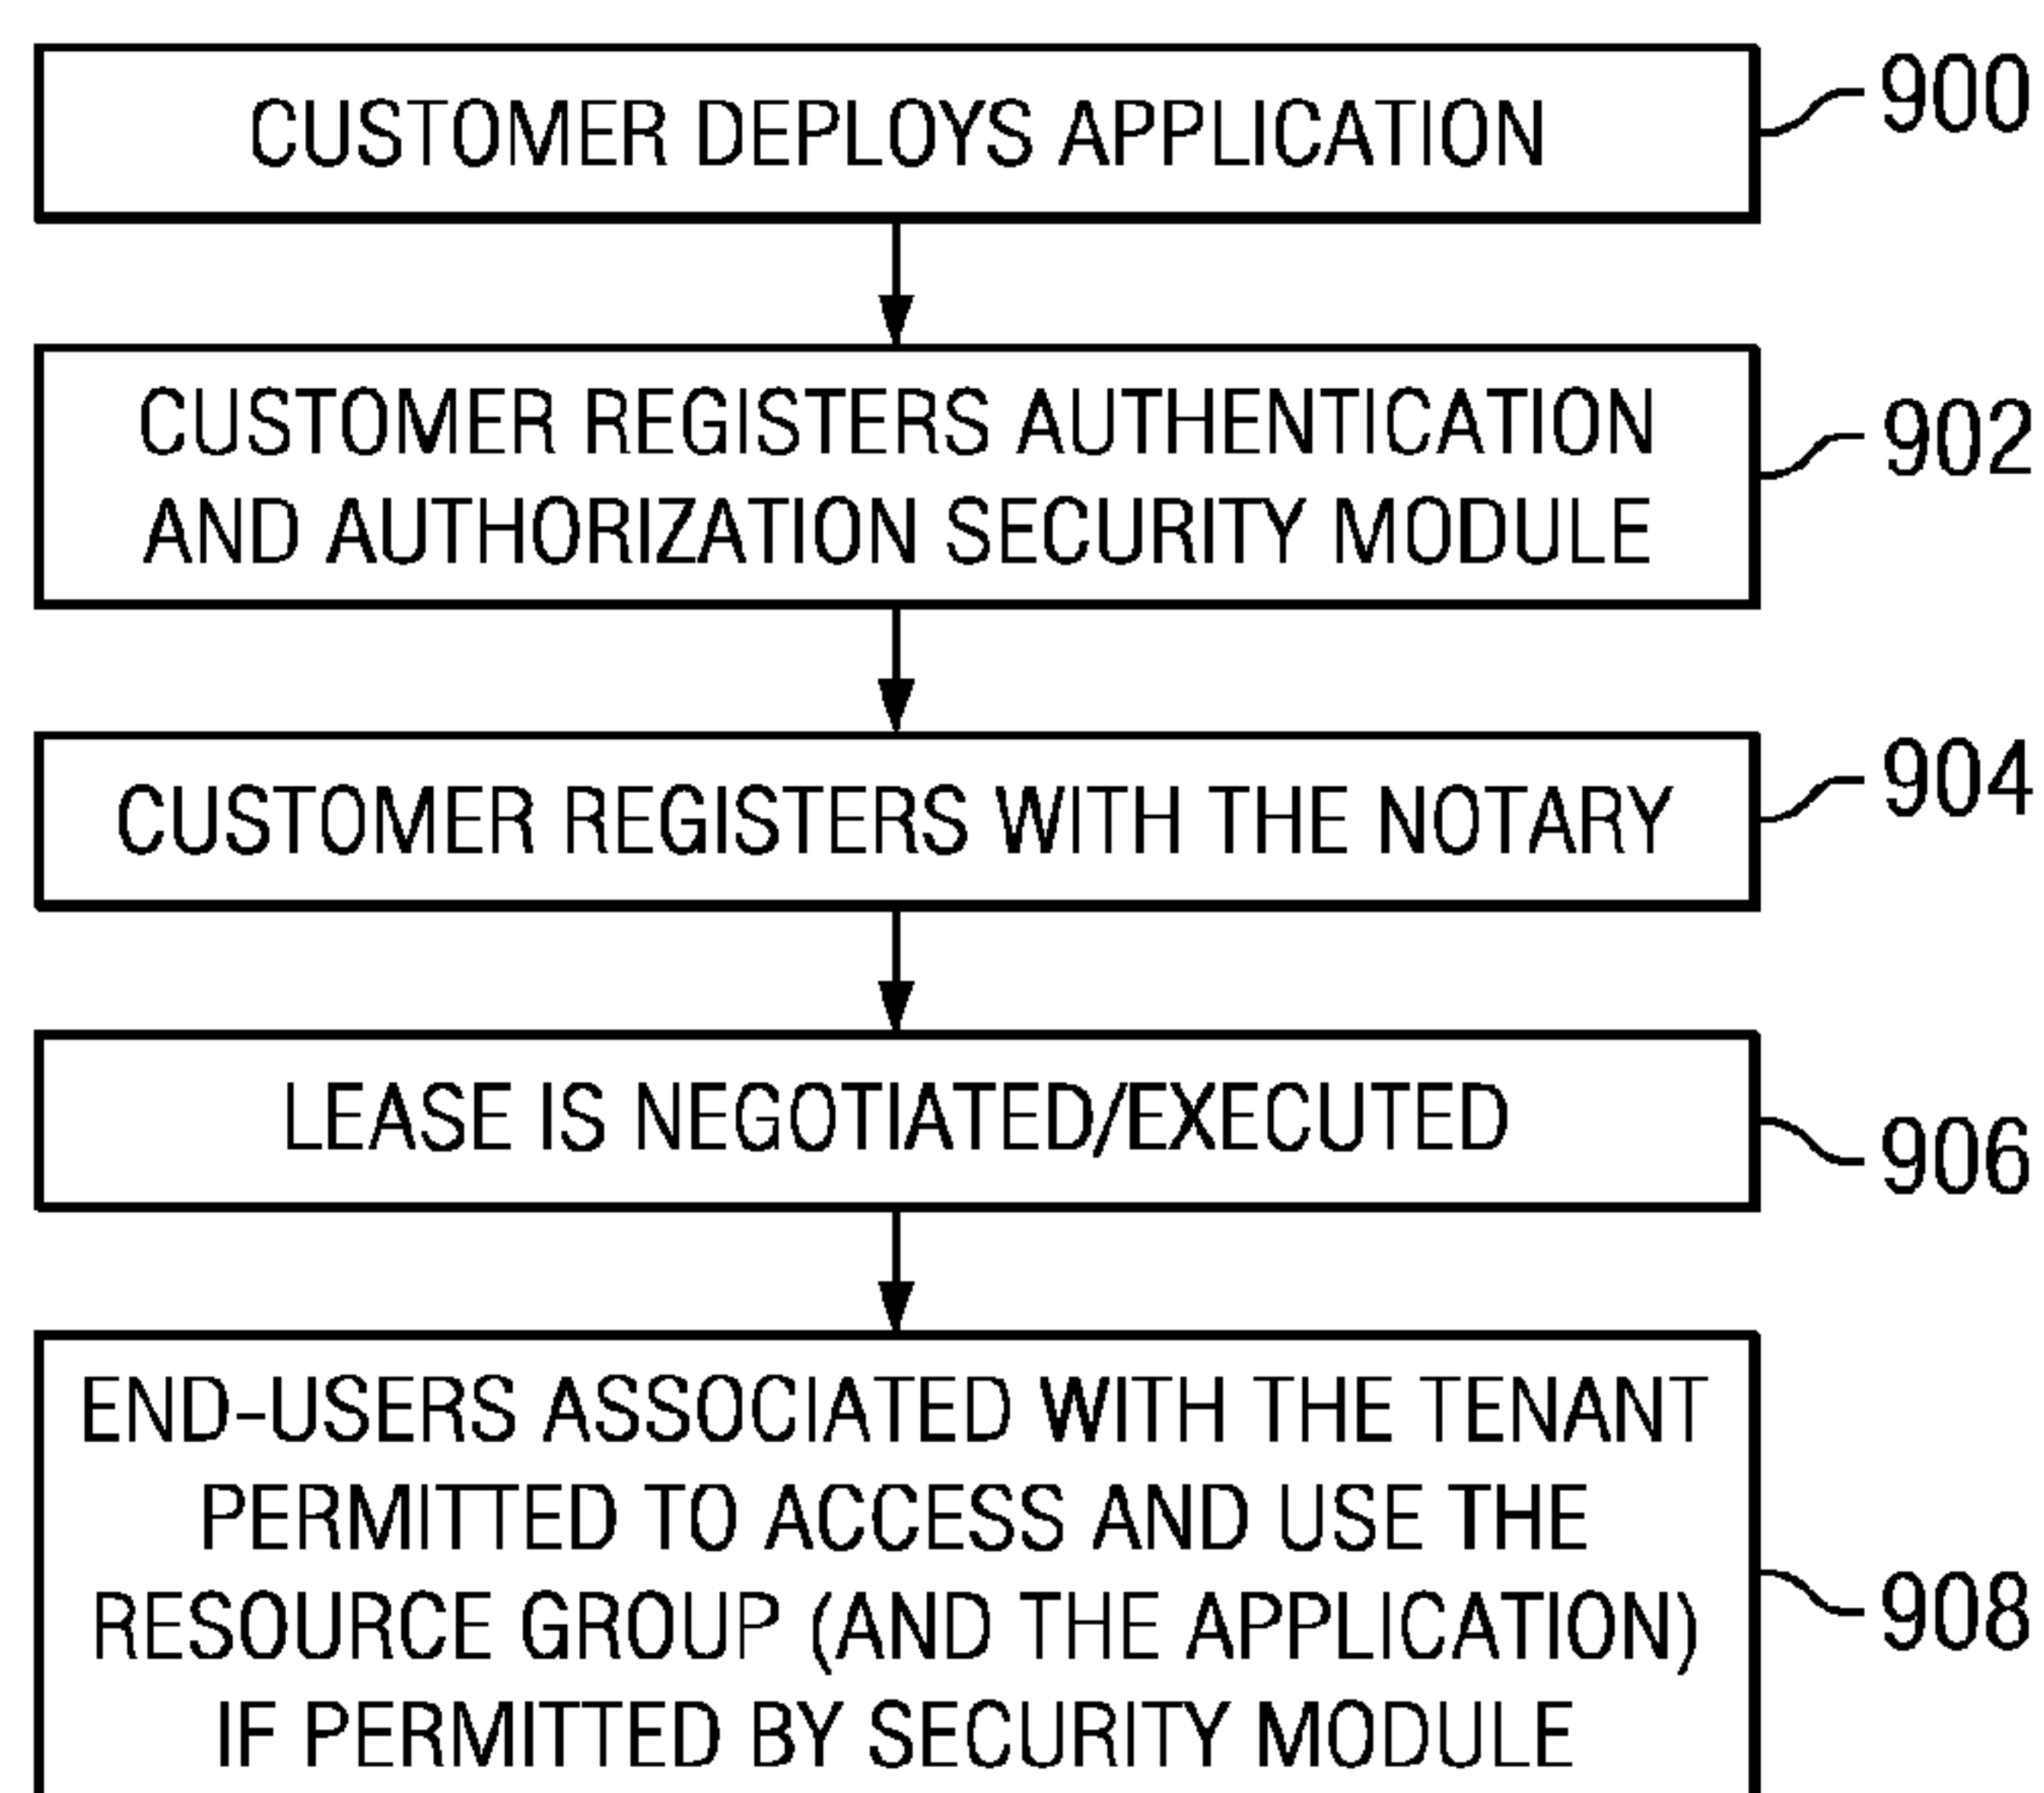 CUSTOMER DEPLOYS APPLICATION
900
CUSTOMER REGISTERS AUTHENTICATION
AND AUTHORIZATION SECURITY MODULE
902
CUSTOMER REGISTERS WITH THE NOTARY
904
LEASE IS NEGOTIATED/EXECUTED
906
END-USERS ASSOCIATED WITH THE TENANT
PERMITTED TO ACCESS AND USE THE
RESOURCE GROUP (AND THE APPLICATION)
IF PERMITTED BY SECURITY MODULE
908